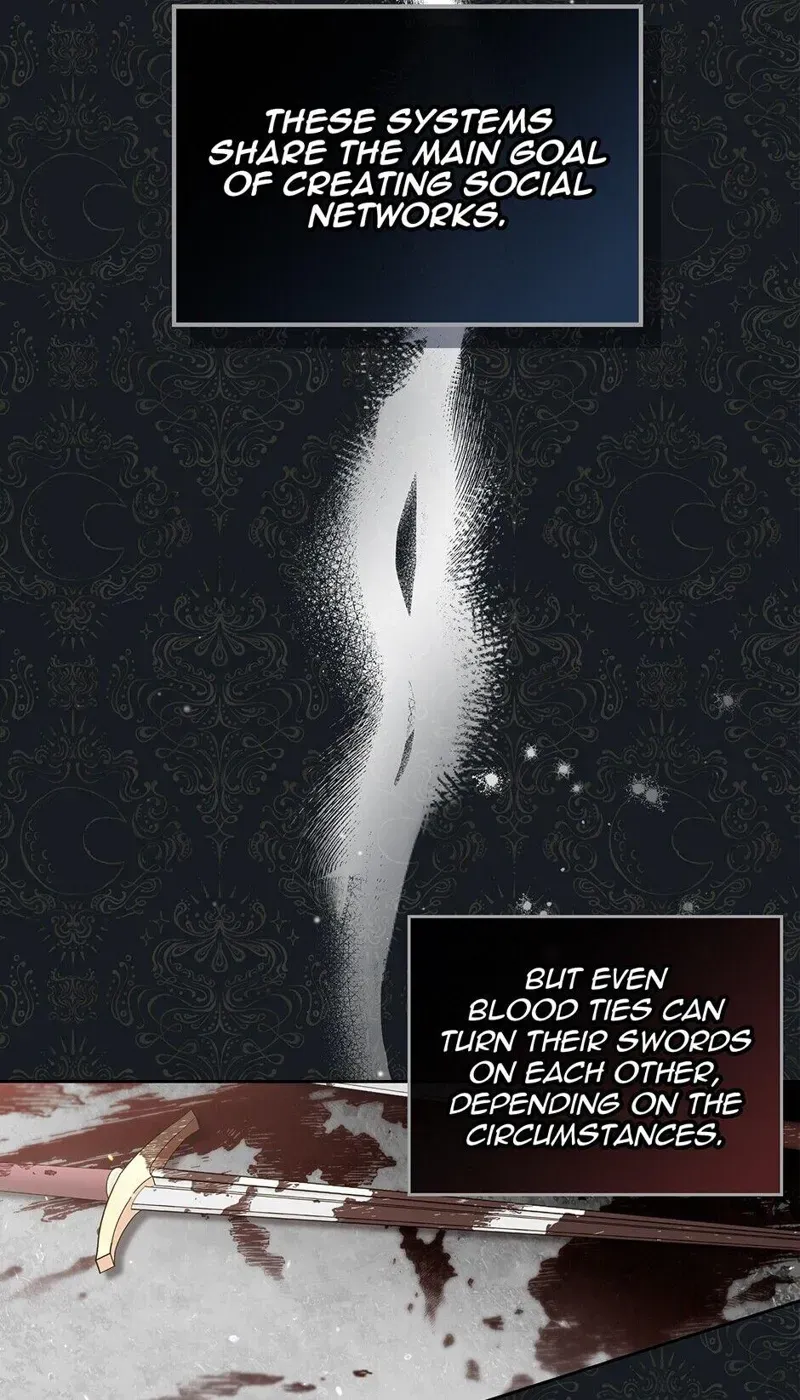 THESE SYSTEMS
SHARE THE MAIN GOAL
OF CREATING SOCIAL
NETWORKS.
BUT EVEN
BLOOD TIES CAN
TURN THEIR SWORDS
ON EACH OTHER,
DEPENDING ON THE
CIRCUMSTANCES.